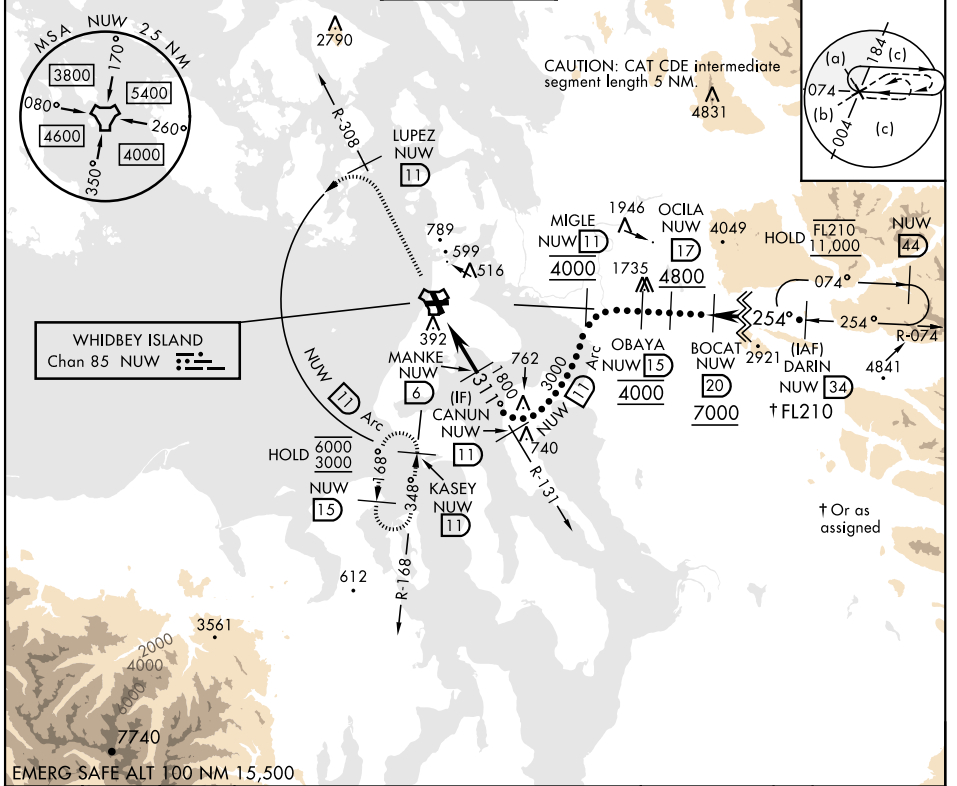 MSA NUW 25 NM
170°
3800
5400
080°
260°
4600
4000
350°
2790
R-308
LUPEZ
NUW
11
CAUTION: CAT CDE intermediate
segment length 5 NM.
4831
184
(a)
(c)
074
(b)
(c)
004
789
599
516
392
MIGLE
NUW 11
4000
1946
OCILA
NUW
17
4800
1735
4049
HOLD
FL210
11,000
NUW
44
074°
254°
254°
R-074
WHIDBEY ISLAND
Chan 85 NUW
MANKE
NUW
6
762
1800
311°
3000
NUW 11 Arc
OBAYA
NUW 15
4000
BOCAT
NUW
20
7000
2921
(IAF)
DARIN
NUW 34
† FL210
4841
NUW 11 Arc
(IF)
CANUN
NUW
11
740
R-131
HOLD
6000
3000
168°
348°
NUW
15
KASEY
NUW
11
R-168
† Or as
assigned
612
3561
2000
4000
6000
7740
EMERG SAFE ALT 100 NM 15,500